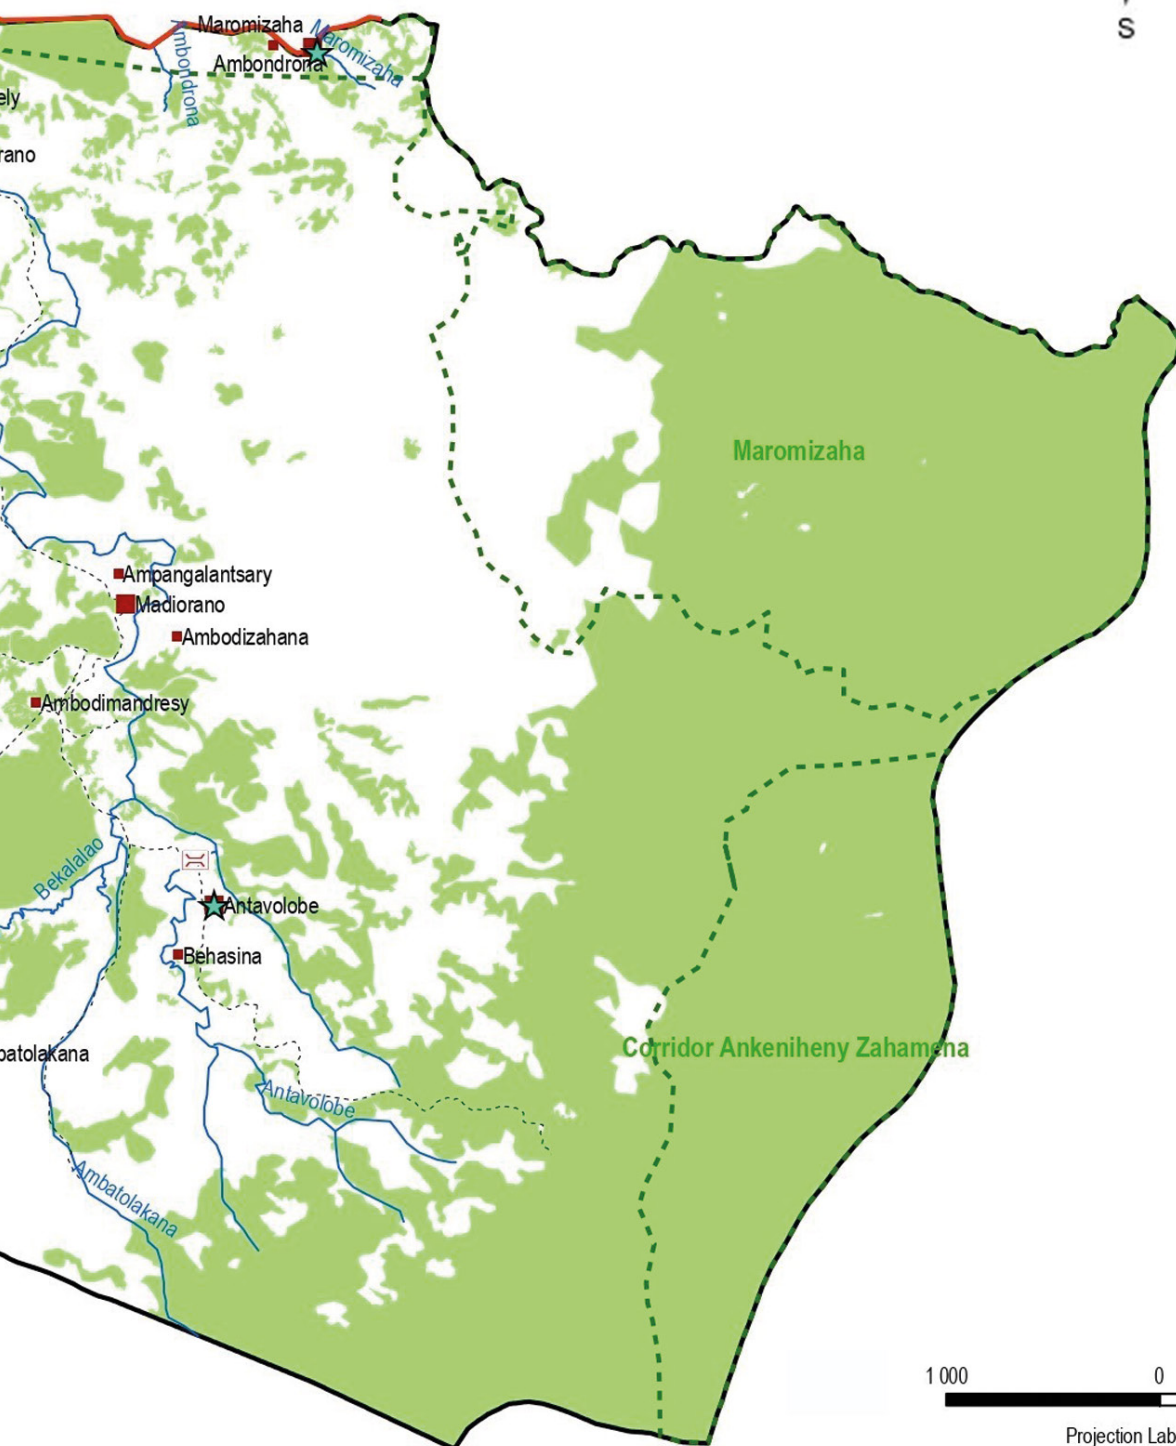 S
Maromizaha
Maromizaha
Ambondrona
Ambondrona
ely
rano
Maromizaha
Ampangalantsary
Madiorano
Ambodizahana
Ambodimandresy
Bekalalao
Antavolobe
Behasina
Corridor Ankeniheny Zahamena
batolakana
Antavolobe
Ambatolakana
1 000
0
Projection Lab